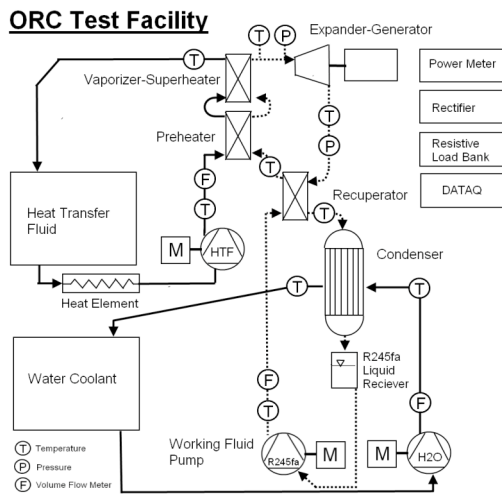 ORC Test Facility
Expander-Generator
T
P
T
Vaporizer-Superheater
Power Meter
Rectifier
Resistive
Load Bank
DATAQ
T
P
Preheater
F
T
T
Recuperator
T
Heat Transfer
Fluid
M
HTF
Heat Element
Condenser
T
T
Water Coolant
R245fa
Liquid
Reciever
F
T
F
Working Fluid
Pump
R245fa
M
M
H2O
T Temperature
P Pressure
F Volume Flow Meter